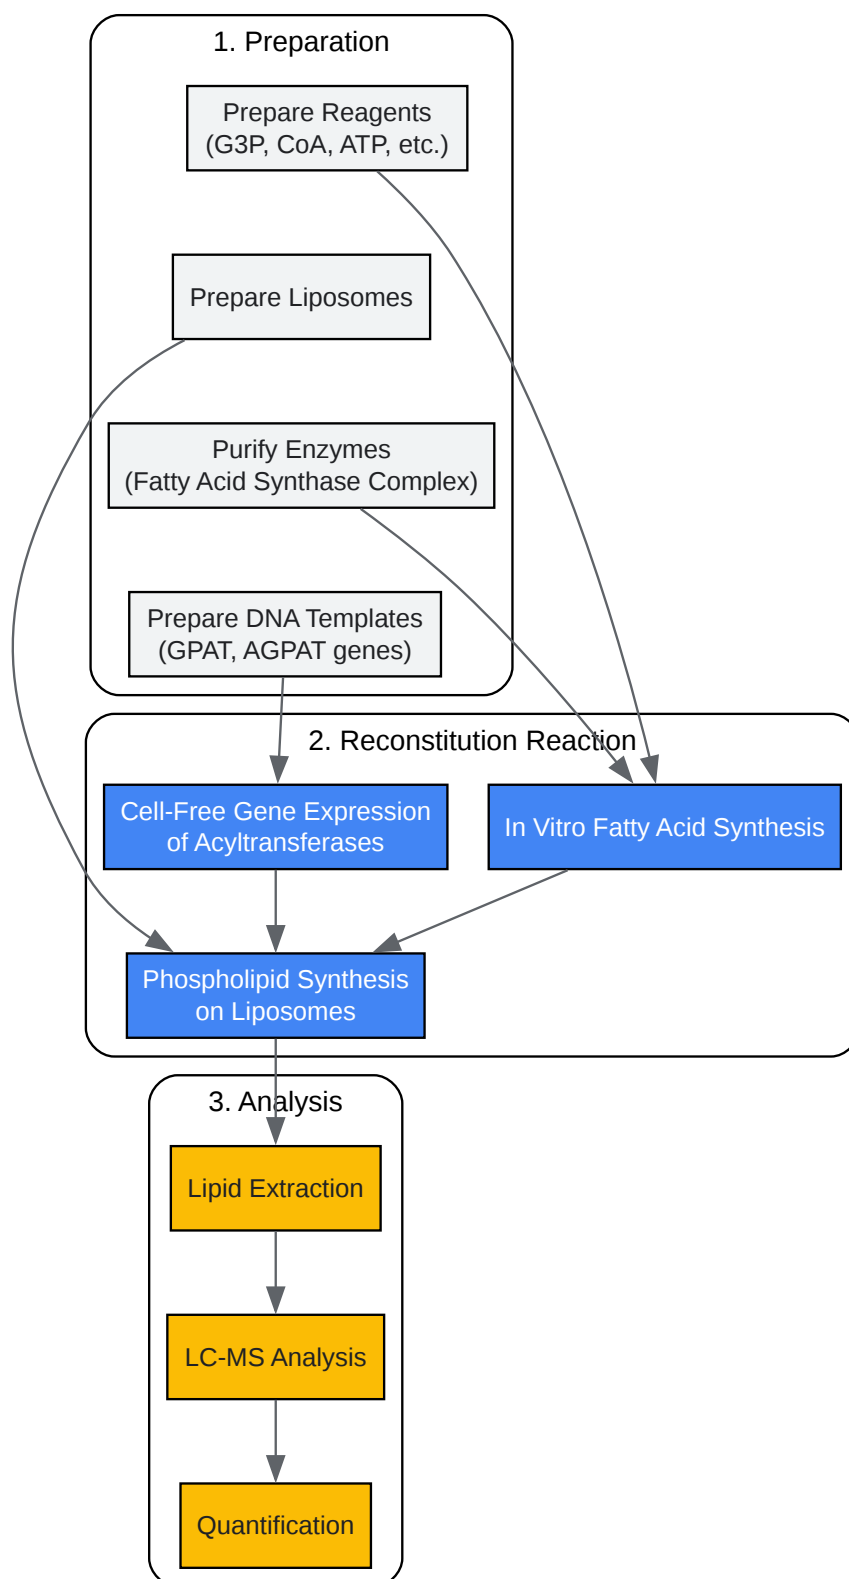 1. Preparation
Prepare Reagents
(G3P, CoA, ATP, etc.)
Prepare Liposomes
Purify Enzymes
(Fatty Acid Synthase Complex)
Prepare DNA Templates
(GPAT, AGPAT genes)
2. Reconstitution Reaction
Cell-Free Gene Expression
of Acyltransferases
In Vitro Fatty Acid Synthesis
Phospholipid Synthesis
on Liposomes
3. Analysis
Lipid Extraction
LC-MS Analysis
Quantification